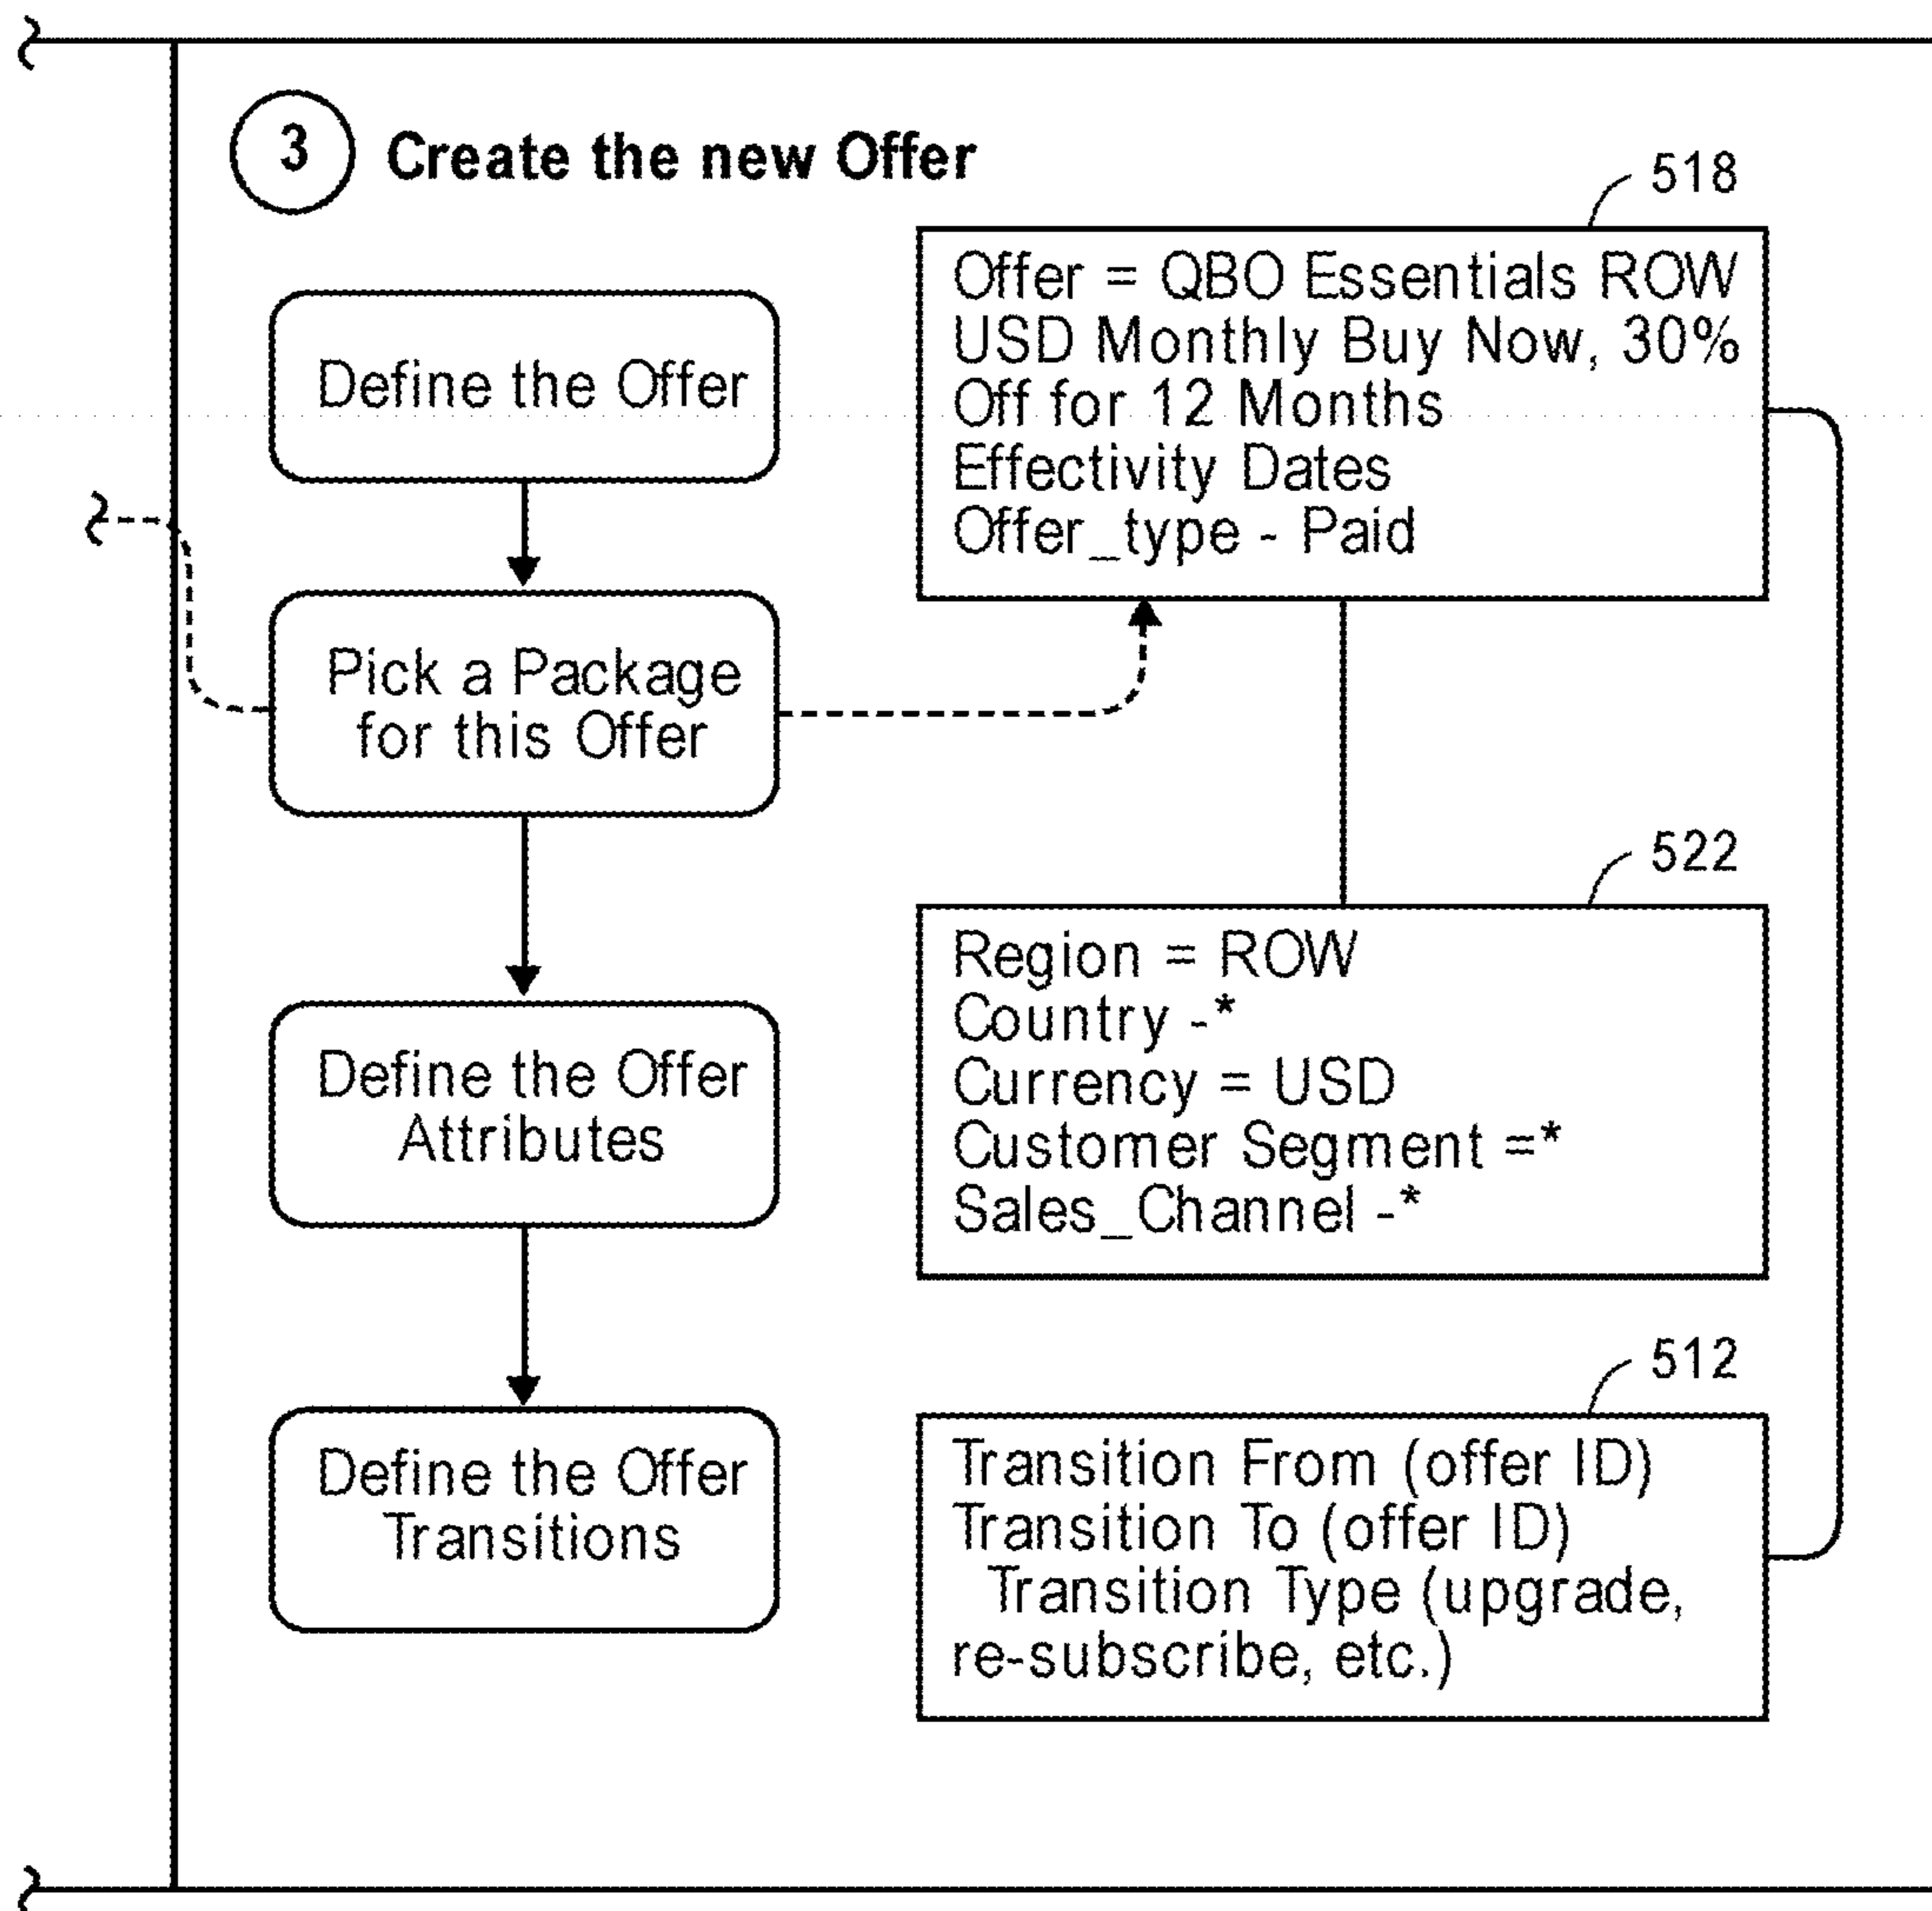 3 Create the new Offer
Define the Offer
Pick a Package
for this Offer
Define the Offer
Attributes
Define the Offer
Transitions
518
Offer = QBO Essentials ROW
USD Monthly Buy Now, 30%
Off for 12 Months
Effectivity Dates
Offer_type - Paid
522
Region = ROW
Country -*
Currency = USD
Customer Segment =*
Sales_Channel -*
512
Transition From (offer ID)
Transition To (offer ID)
Transition Type (upgrade,
re-subscribe, etc.)